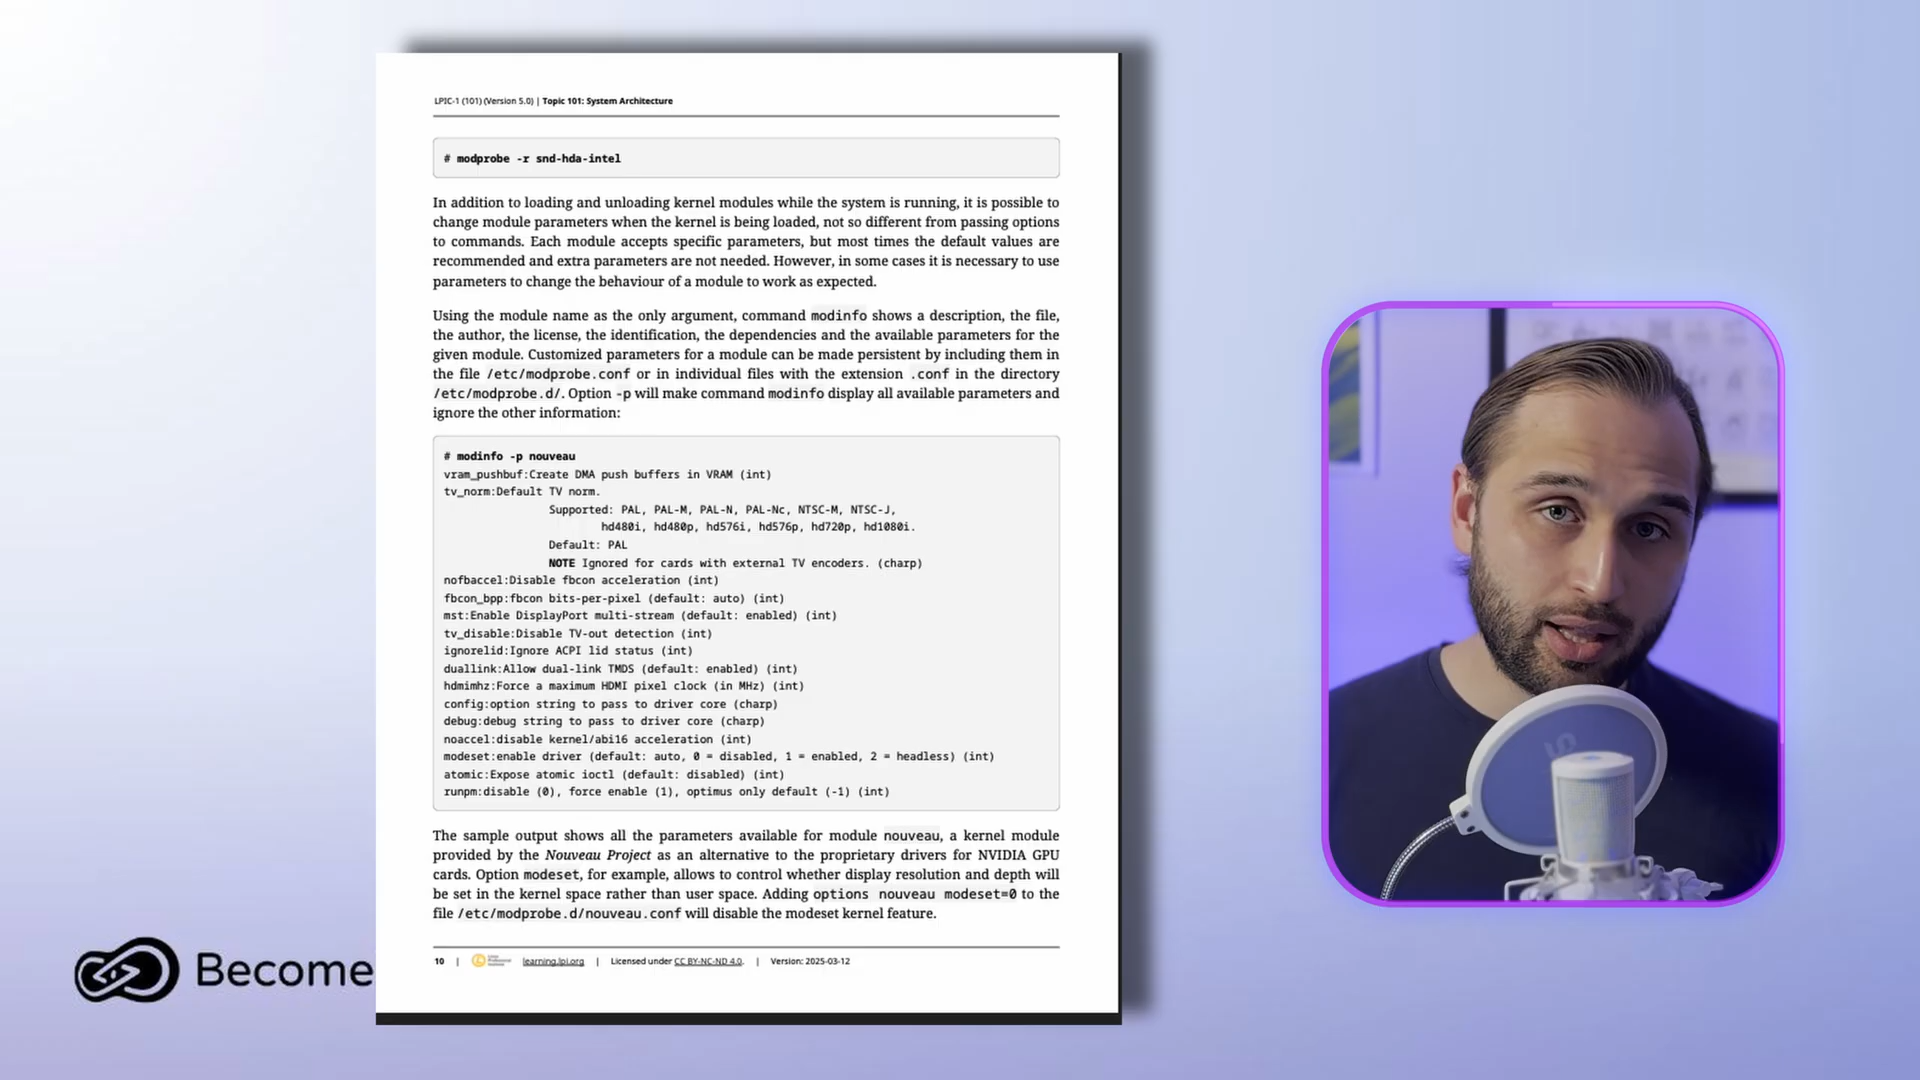 LPIC-1 (101) (Version 5.0) | Topic 101: System Architecture
# modprobe -r snd-hda-intel
In addition to loading and unloading kernel modules while the system is running, it is possible to
change module parameters when the kernel is being loaded, not so different from passing options
to commands. Each module accepts specific parameters, but most times the default values are
recommended and extra parameters are not needed. However, in some cases it is necessary to use
parameters to change the behaviour of a module to work as expected.
Using the module name as the only argument, command modinfo shows a description, the file,
the author, the license, the identification, the dependencies and the available parameters for the
given module. Customized parameters for a module can be made persistent by including them in
the file /etc/modprobe.conf or in individual files with the extension .conf in the directory
/etc/modprobe.d/. Option -p will make command modinfo display all available parameters and
ignore the other information:
# modinfo -p nouveau
vram_pushbuf:Create DMA push buffers in VRAM (int)
tv_norm:Default TV norm.
Supported: PAL, PAL-M, PAL-N, PAL-Nc, NTSC-M, NTSC-J,
hd480i, hd480p, hd576i, hd576p, hd720p, hd1080i.
Default: PAL
NOTE Ignored for cards with external TV encoders. (charp)
nofbaccel:Disable fbcon acceleration (int)
fbcon_bpp:fbcon bits-per-pixel (default: auto) (int)
mst:Enable DisplayPort multi-stream (default: enabled) (int)
tv_disable:Disable TV-out detection (int)
ignorelid:Ignore ACPI lid status (int)
duallink:Allow dual-link TMDS (default: enabled) (int)
hdmimhz:Force a maximum HDMI pixel clock (in MHz) (int)
config:option string to pass to driver core (charp)
debug:debug string to pass to driver core (charp)
noaccel:disable kernel/abi16 acceleration (int)
modeset:enable driver (default: auto, 0 = disabled, 1 = enabled, 2 = headless) (int)
atomic:Expose atomic ioctl (default: disabled) (int)
runpm:disable (0), force enable (1), optimus only default (-1) (int)
The sample output shows all the parameters available for module nouveau, a kernel module
provided by the Nouveau Project as an alternative to the proprietary drivers for NVIDIA GPU
cards. Option modeset, for example, allows to control whether display resolution and depth will
be set in the kernel space rather than user space. Adding options nouveau modeset=0 to the
file /etc/modprobe.d/nouveau.conf will disable the modeset kernel feature.
10 | learning.lpi.org | Licensed under CC BY-NC-ND 4.0. | Version: 2025-03-12
Become